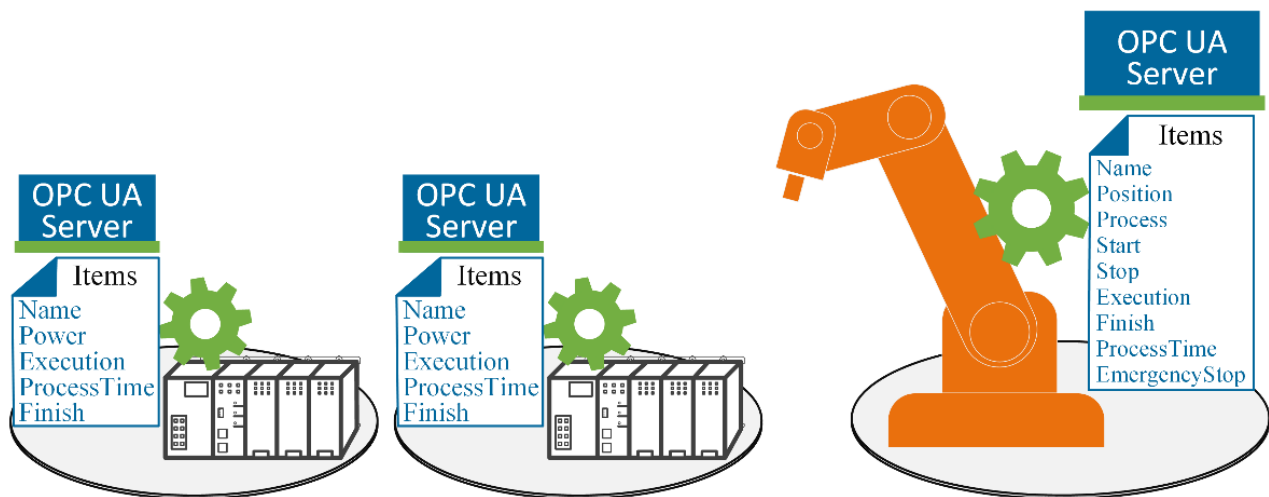 OPC UA
Server
Items
Name
Power
Execution
ProcessTime
Finish
OPC UA
Server
Items
Name
Power
Execution
ProcessTime
Finish
OPC UA
Server
Items
Name
Position
Process
Start
Stop
Execution
Finish
ProcessTime
EmergencyStop